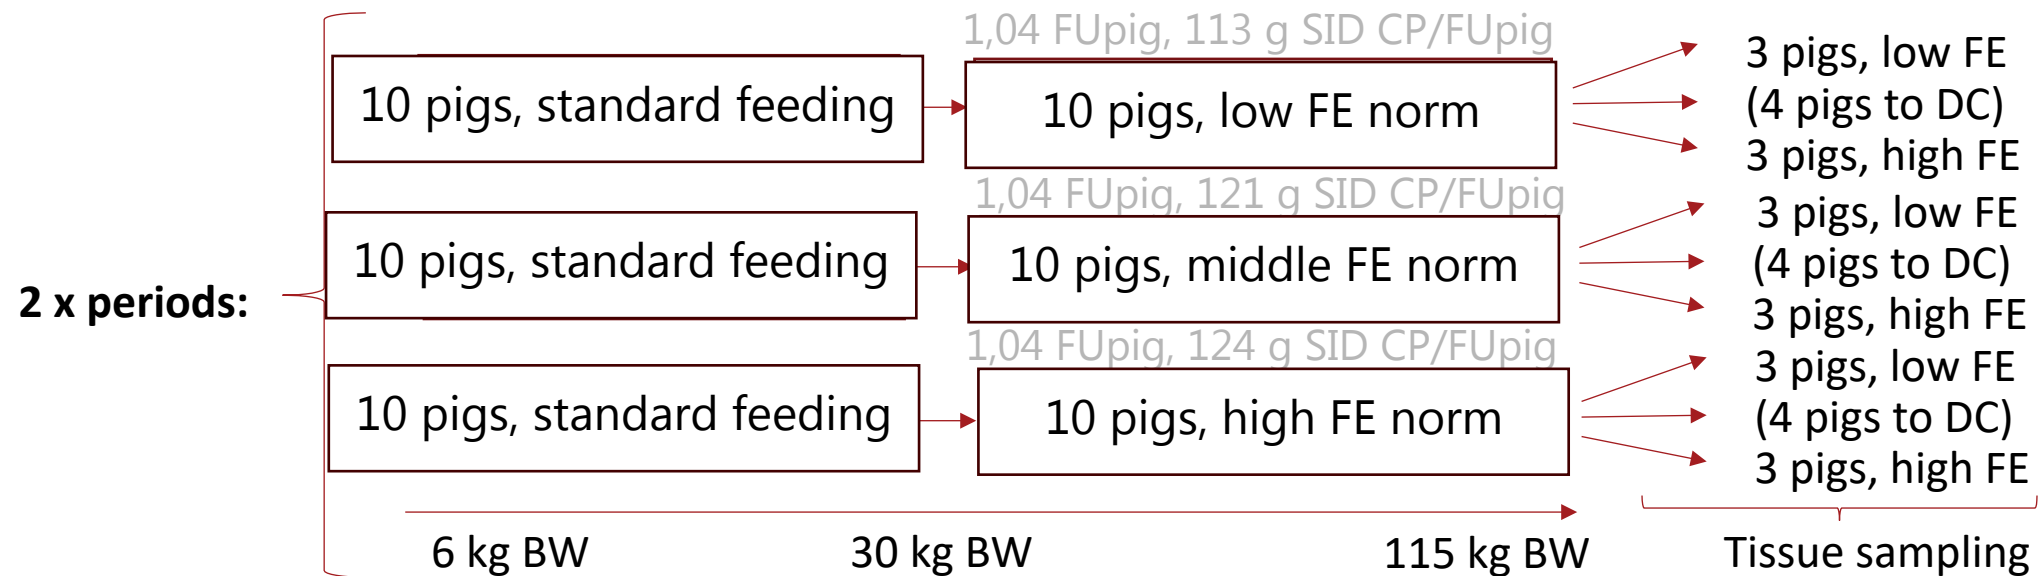 1,04 FUpig, 113 g SID CP/FUpig
10 pigs, standard feeding
10 pigs, low FE norm
3 pigs, low FE
(4 pigs to DC)
3 pigs, high FE
1,04 FUpig, 121 g SID CP/FUpig
2 x periods:
10 pigs, standard feeding
10 pigs, middle FE norm
3 pigs, low FE
(4 pigs to DC)
3 pigs, high FE
1,04 FUpig, 124 g SID CP/FUpig
10 pigs, standard feeding
10 pigs, high FE norm
3 pigs, low FE
(4 pigs to DC)
3 pigs, high FE
6 kg BW
30 kg BW
115 kg BW
Tissue sampling